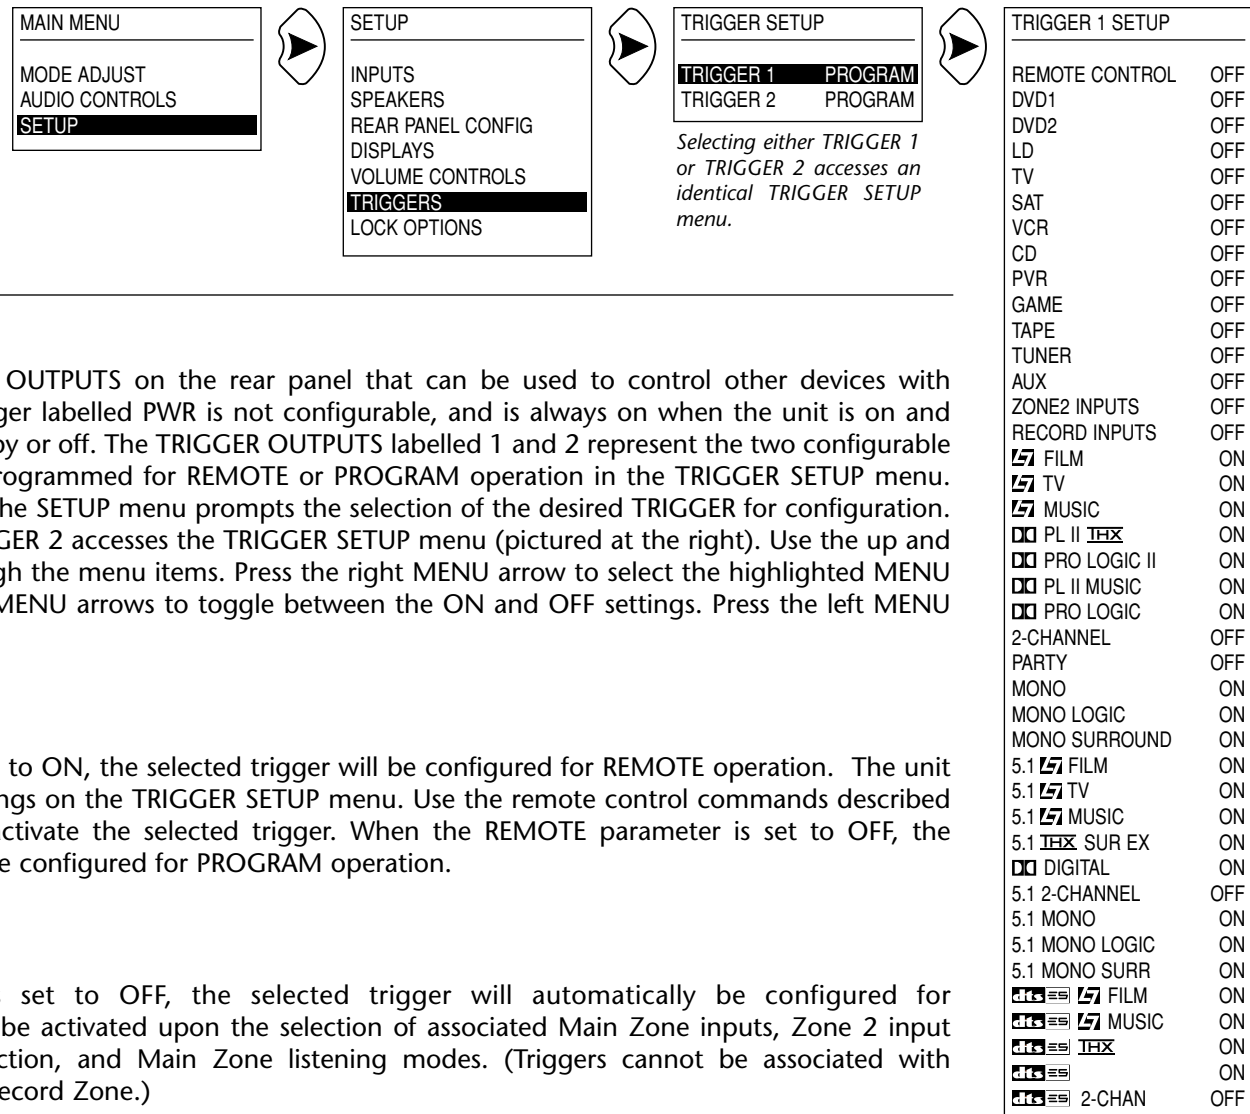 MAIN MENU
MODE ADJUST
AUDIO CONTROLS
SETUP
SETUP
INPUTS
SPEAKERS
REAR PANEL CONFIG
DISPLAYS
VOLUME CONTROLS
TRIGGERS
LOCK OPTIONS
TRIGGER SETUP
TRIGGER 1 PROGRAM
TRIGGER 2 PROGRAM
Selecting either TRIGGER 1
or TRIGGER 2 accesses an
identical TRIGGER SETUP
menu.
OUTPUTS on the rear panel that can be used to control other devices with
ger labelled PWR is not configurable, and is always on when the unit is on and
by or off. The TRIGGER OUTPUTS labelled 1 and 2 represent the two configurable
rogrammed for REMOTE or PROGRAM operation in the TRIGGER SETUP menu.
he SETUP menu prompts the selection of the desired TRIGGER for configuration.
GER 2 accesses the TRIGGER SETUP menu (pictured at the right). Use the up and
gh the menu items. Press the right MENU arrow to select the highlighted MENU
MENU arrows to toggle between the ON and OFF settings. Press the left MENU
to ON, the selected trigger will be configured for REMOTE operation. The unit
ngs on the TRIGGER SETUP menu. Use the remote control commands described
activate the selected trigger. When the REMOTE parameter is set to OFF, the
e configured for PROGRAM operation.
s set to OFF, the selected trigger will automatically be configured for
be activated upon the selection of associated Main Zone inputs, Zone 2 input
ction, and Main Zone listening modes. (Triggers cannot be associated with
ecord Zone.)
TRIGGER 1 SETUP
REMOTE CONTROL OFF
DVD1 OFF
DVD2 OFF
LD OFF
TV OFF
SAT OFF
VCR OFF
CD OFF
PVR OFF
GAME OFF
TAPE OFF
TUNER OFF
AUX OFF
ZONE2 INPUTS OFF
RECORD INPUTS OFF
L7 FILM ON
L7 TV ON
L7 MUSIC ON
PL II THX ON
PRO LOGIC II ON
PL II MUSIC ON
PRO LOGIC ON
2-CHANNEL OFF
PARTY OFF
MONO ON
MONO LOGIC ON
MONO SURROUND ON
5.1 L7 FILM ON
5.1 L7 TV ON
5.1 L7 MUSIC ON
5.1 THX SUR EX ON
DIGITAL ON
5.1 2-CHANNEL OFF
5.1 MONO ON
5.1 MONO LOGIC ON
5.1 MONO SURR ON
dts ES L7 FILM ON
dts ES L7 MUSIC ON
dts ES THX ON
dts ES ON
dts ES 2-CHAN OFF